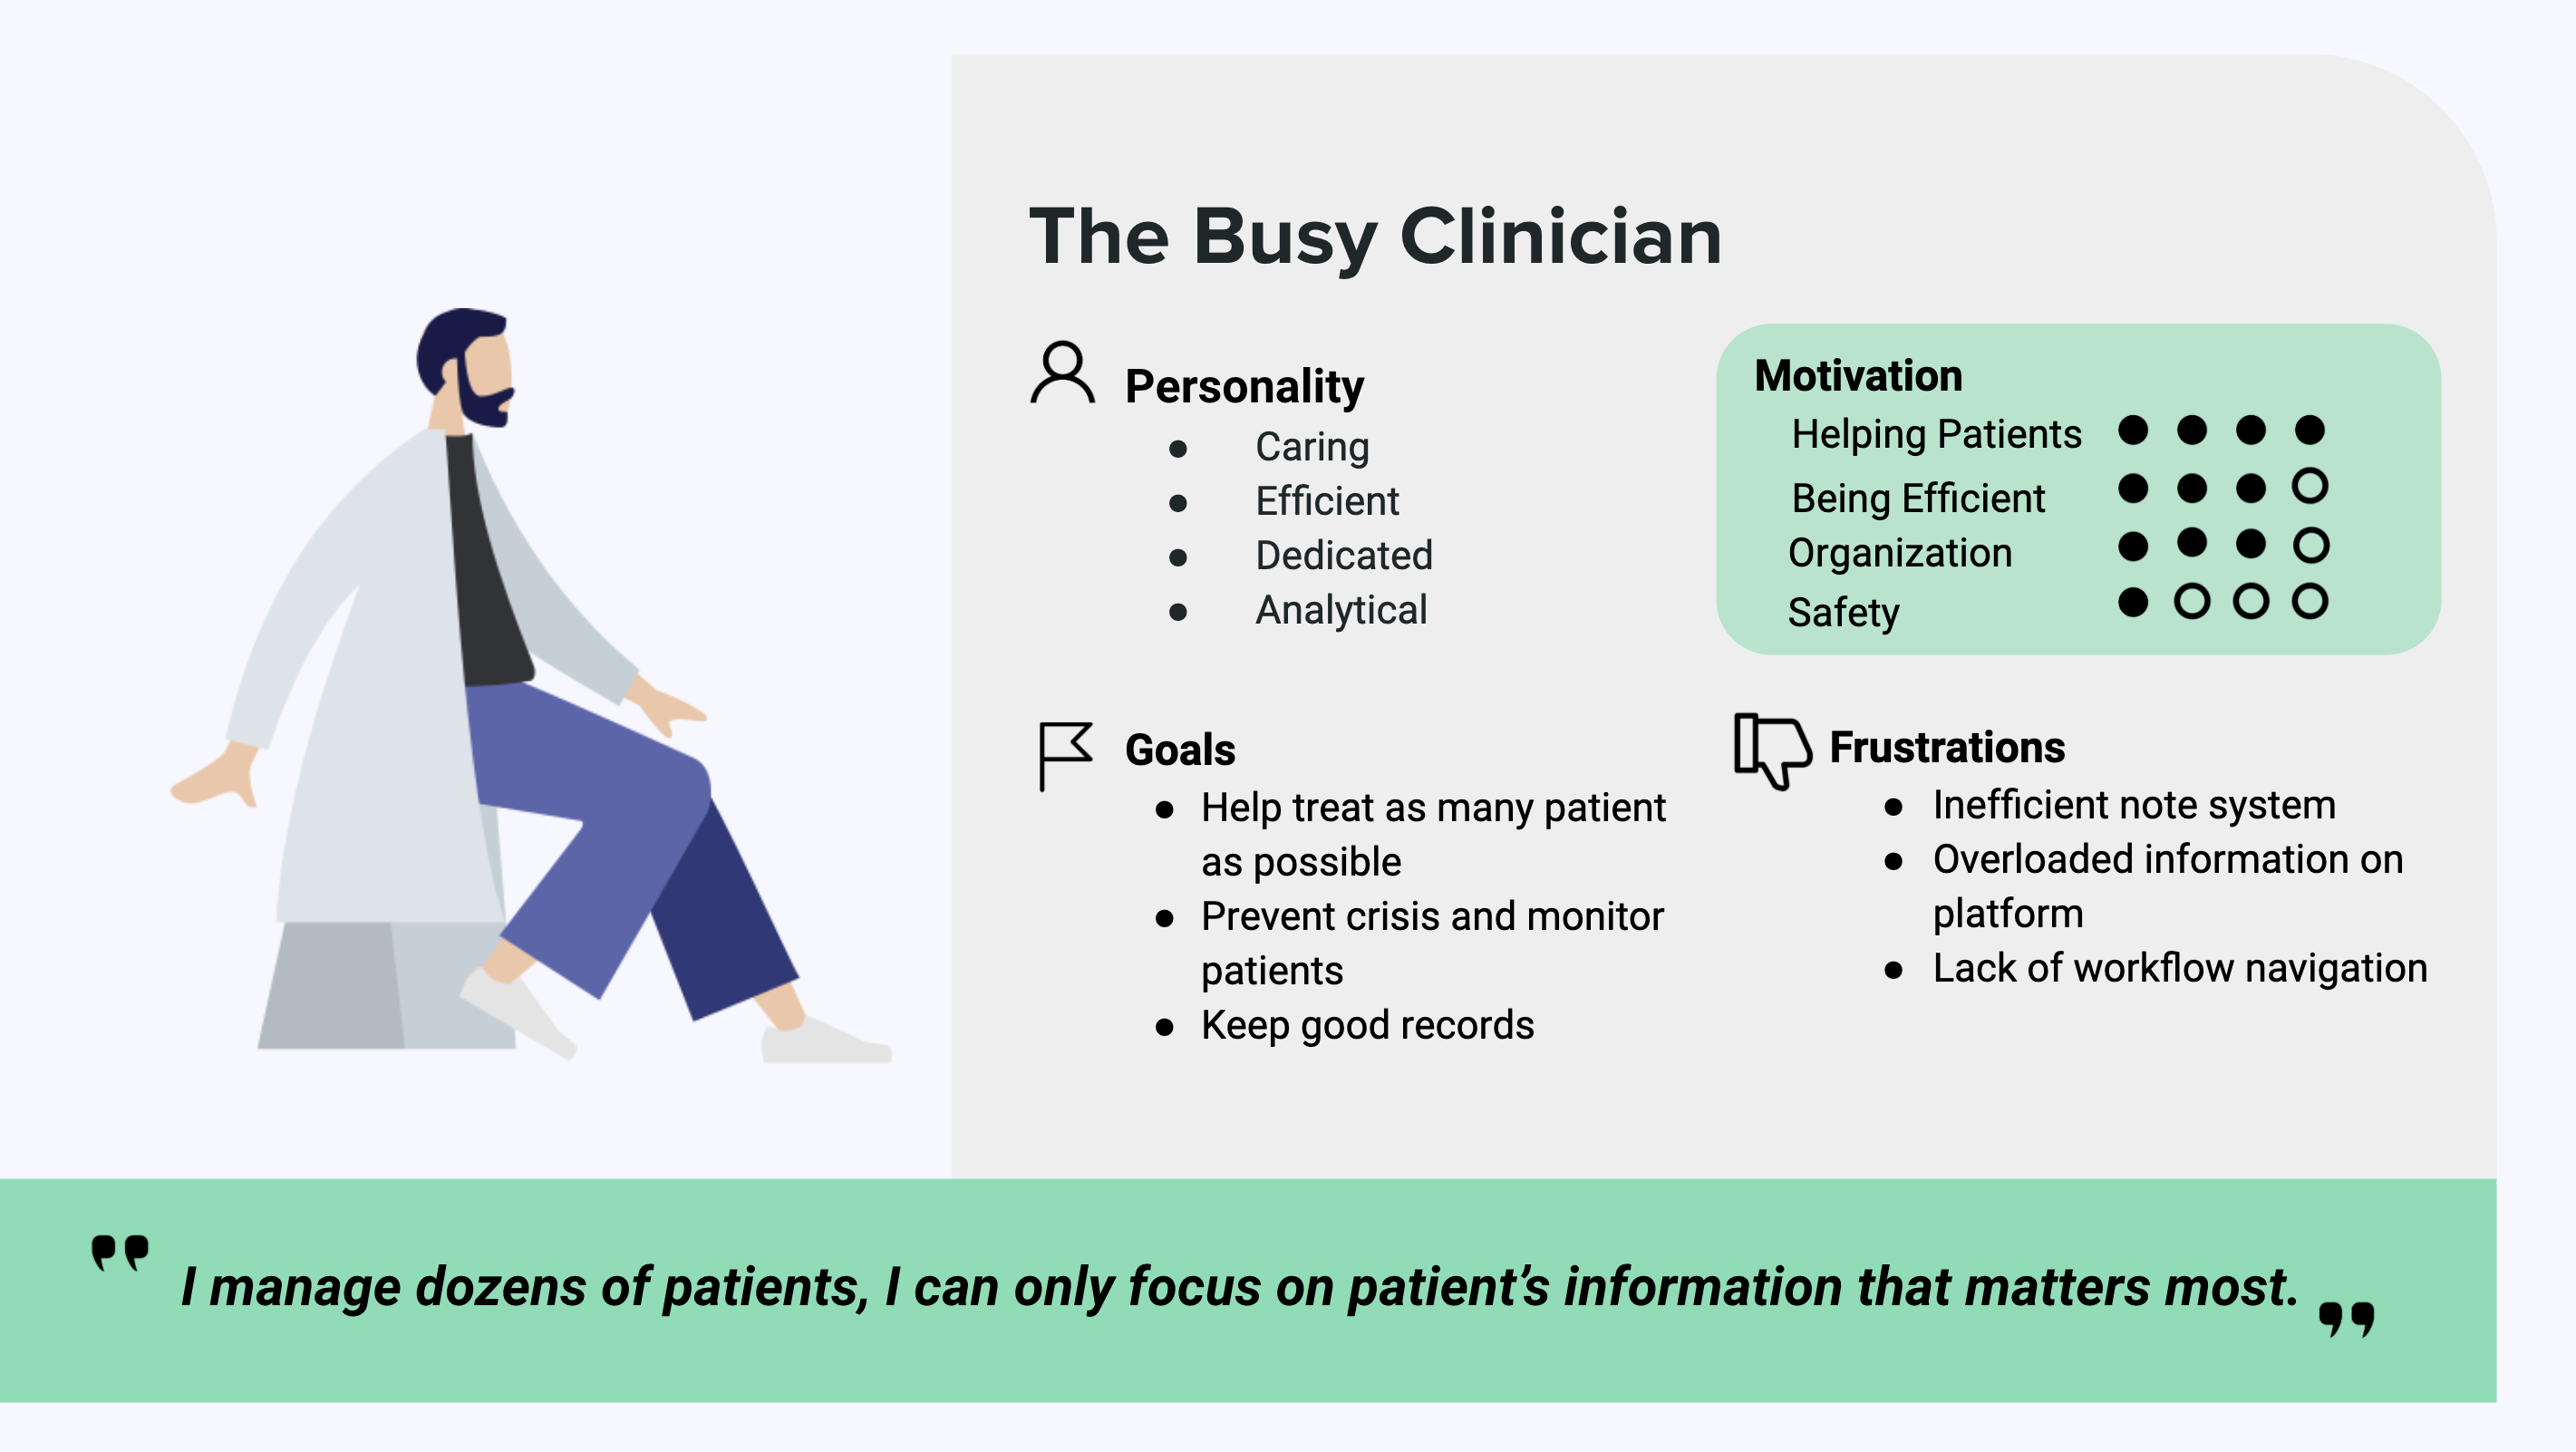 The Busy Clinician
Personality
● Caring
● Efficient
● Dedicated
● Analytical
Motivation
Helping Patients
Being Efficient
Organization
Safety
Goals
● Help treat as many patient
as possible
● Prevent crisis and monitor
patients
● Keep good records
Frustrations
● Inefficient note system
● Overloaded information on
platform
● Lack of workflow navigation
❜❜ I manage dozens of patients, I can only focus on patient’s information that matters most. ❜❜